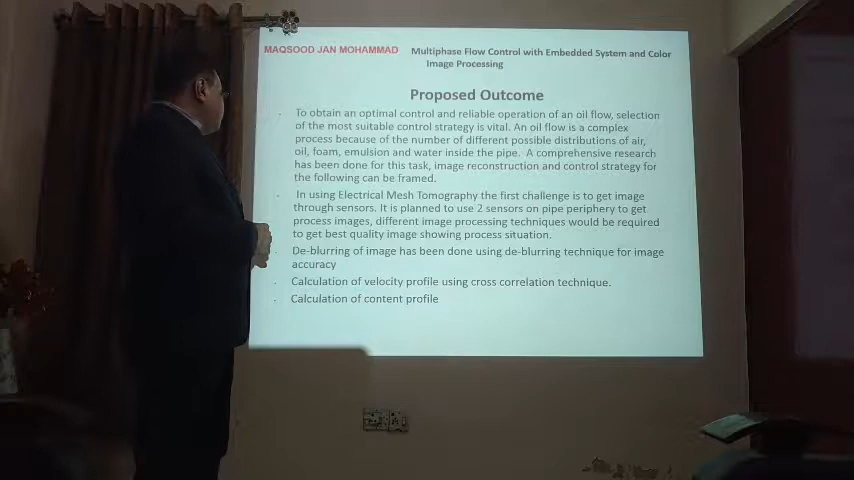 MAQSOOD JAN MOHAMMAD Multiphase Flow Control with Embedded System and Color
Image Processing
Proposed Outcome
To obtain an optimal control and reliable operation of an oil flow, selection
of the most suitable control strategy is vital. An oil flow is a complex
process because of the number of different possible distributions of air,
oil, foam, emulsion and water inside the pipe. A comprehensive research
has been done for this task, image reconstruction and control strategy for
the following can be framed.
In using Electrical Mesh Tomography the first challenge is to get image
through sensors. It is planned to use 2 sensors on pipe periphery to get
process images, different image processing techniques would be required
to get best quality image showing process situation.
De-blurring of image has been done using de-blurring technique for image
accuracy
Calculation of velocity profile using cross correlation technique.
Calculation of content profile